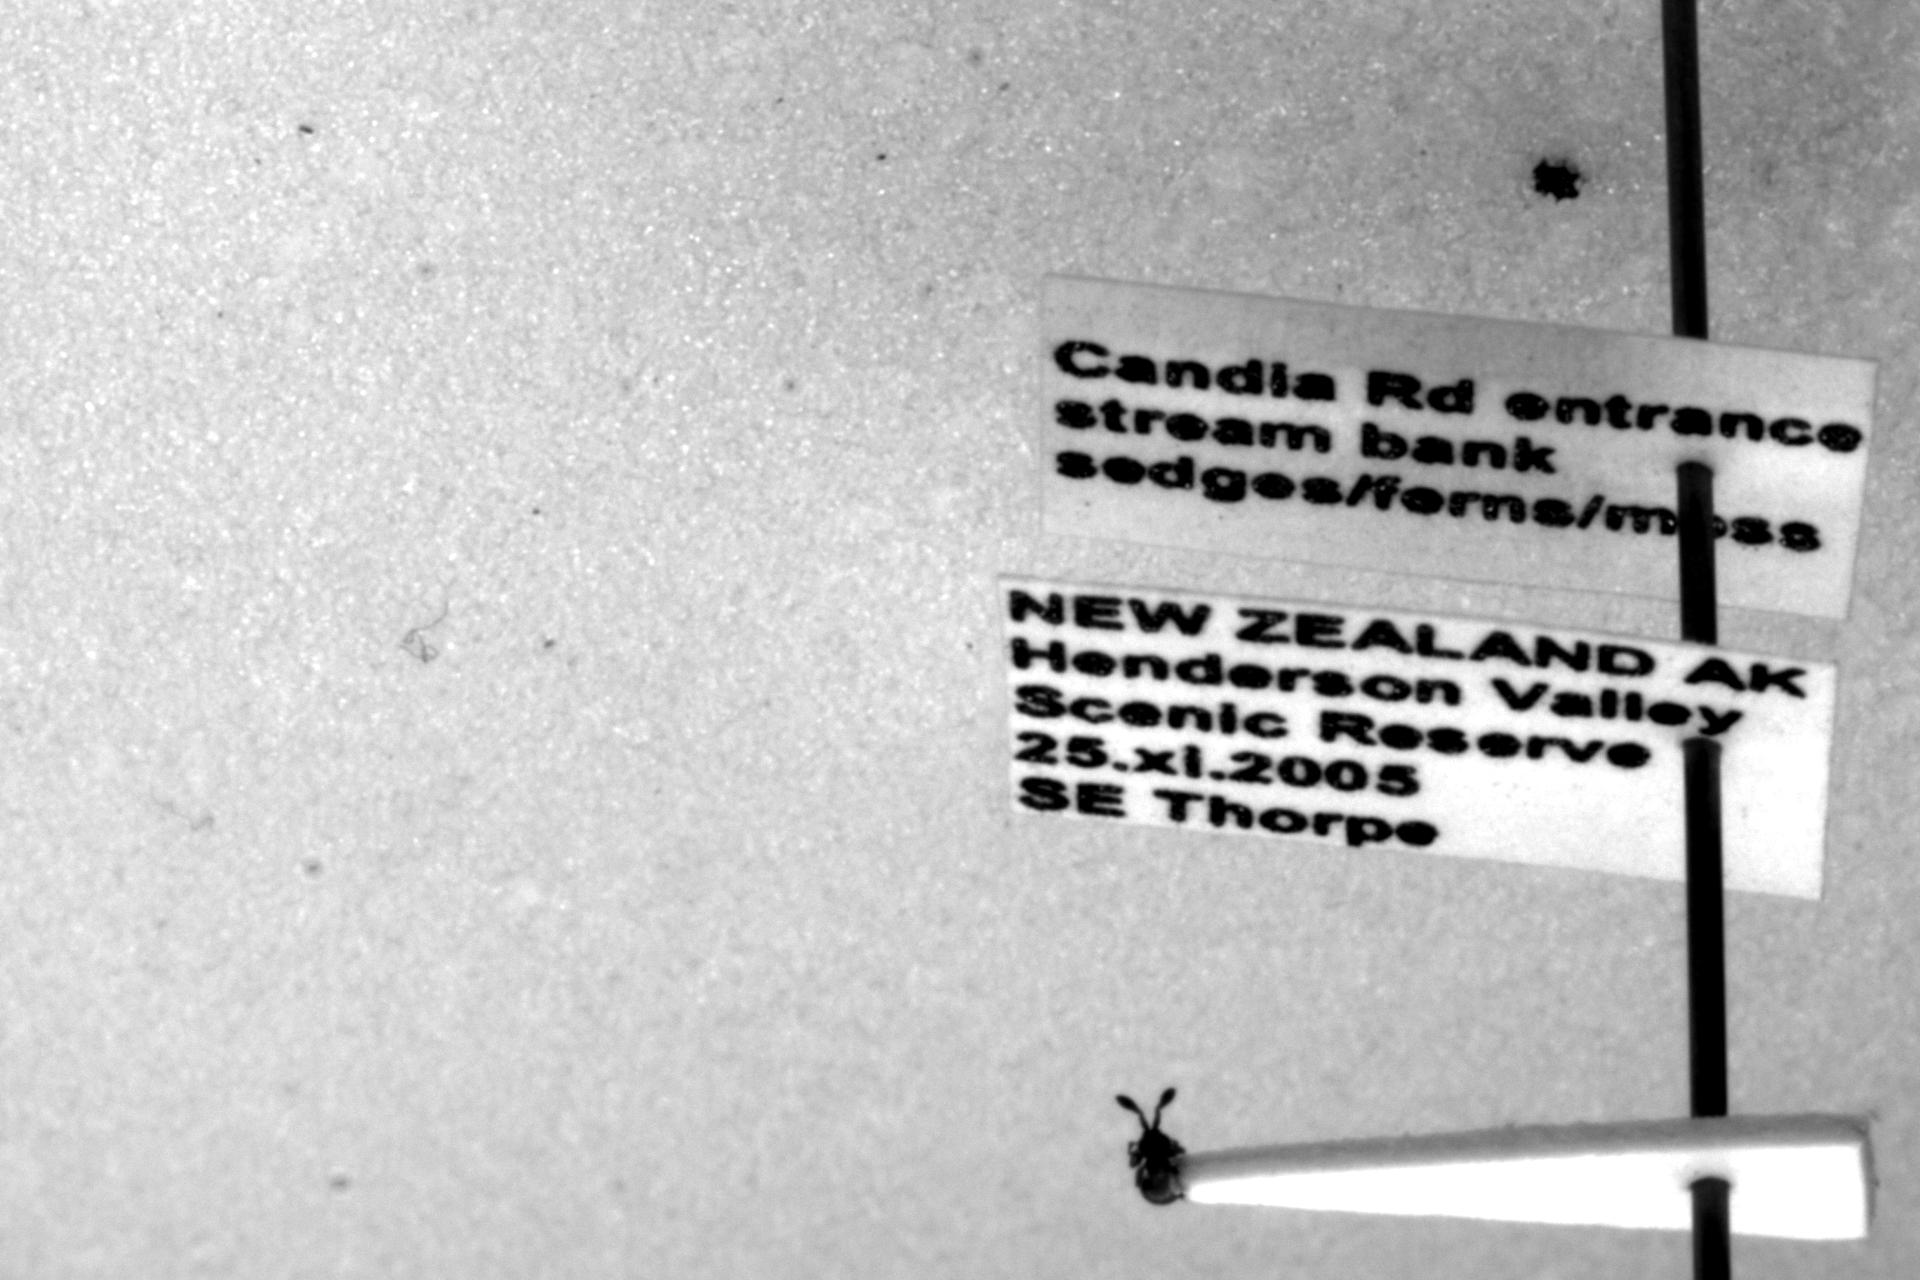 Candia Rd entrance
stream bank
sedges/ferns/moss
NEW ZEALAND AK
Henderson Valley
Scenic Reserve
25.xi.2005
SE Thorpe